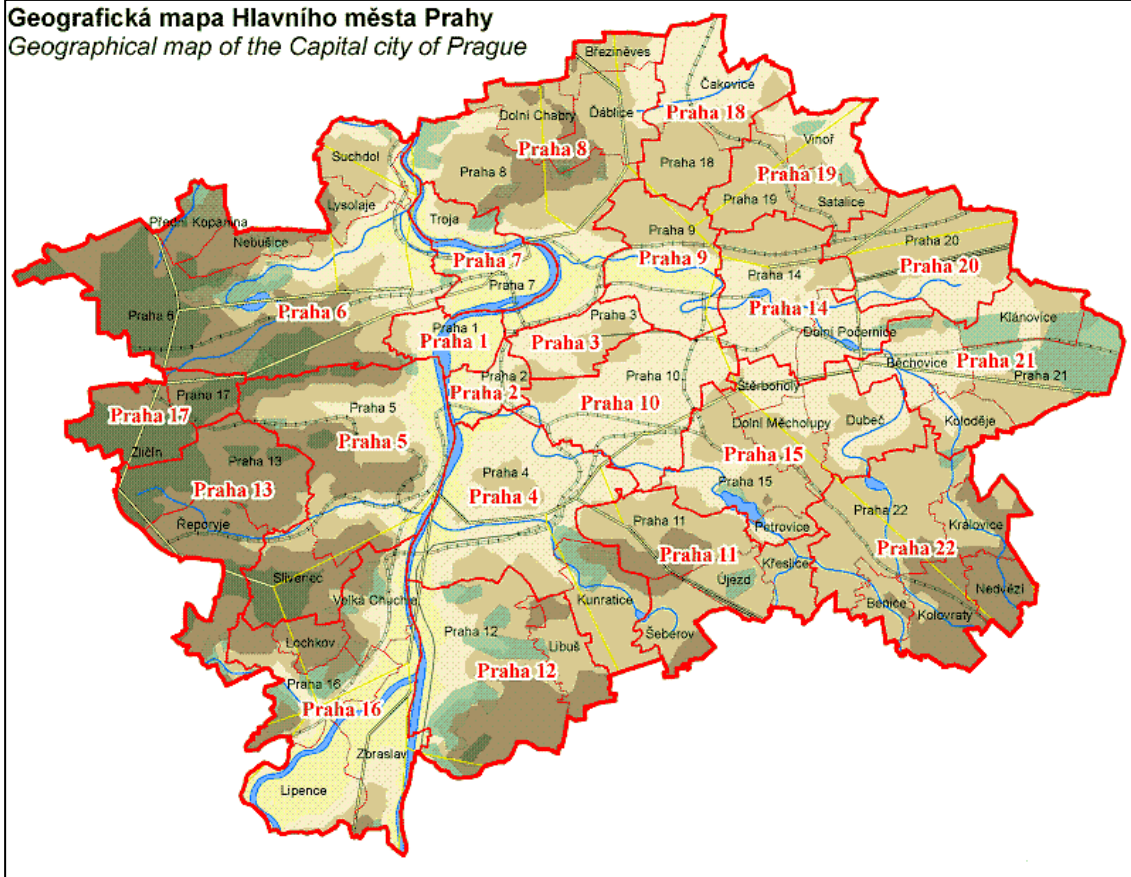 Geografická mapa Hlavního města Prahy
Geographical map of the Capital city of Prague
Březiněves
Čakovice
Dolní Chabry
Ďáblice
Praha 18
Vinoř
Suchdol
Praha 8
Praha 8
Praha 18
Praha 19
Lysolaje
Praha 19
Satalice
Přední Kopanina
Troja
Nebušice
Praha 9
Praha 20
Praha 7
Praha 9
Praha 20
Praha 14
Praha 7
Praha 6
Praha 6
Praha 14
Praha 3
Klánovice
Praha 1
Praha 1
Praha 3
Dolní Počernice
Běchovice
Praha 21
Praha 2
Praha 10
Praha 21
Štěrboholy
Praha 17
Praha 2
Praha 10
Praha 17
Praha 5
Dolní Měcholupy
Dubeč
Koloděje
Praha 5
Zličín
Praha 15
Praha 13
Praha 4
Praha 13
Praha 4
Praha 15
Praha 22
Řeporyje
Praha 11
Petrovice
Královice
Praha 11
Praha 22
Křeslice
Slivenec
Újezd
Nedvězí
Velká Chuchle
Kunratice
Benice
Kolovraty
Praha 12
Šeberov
Lochkov
Libuš
Praha 12
Praha 16
Praha 16
Zbraslav
Lipence